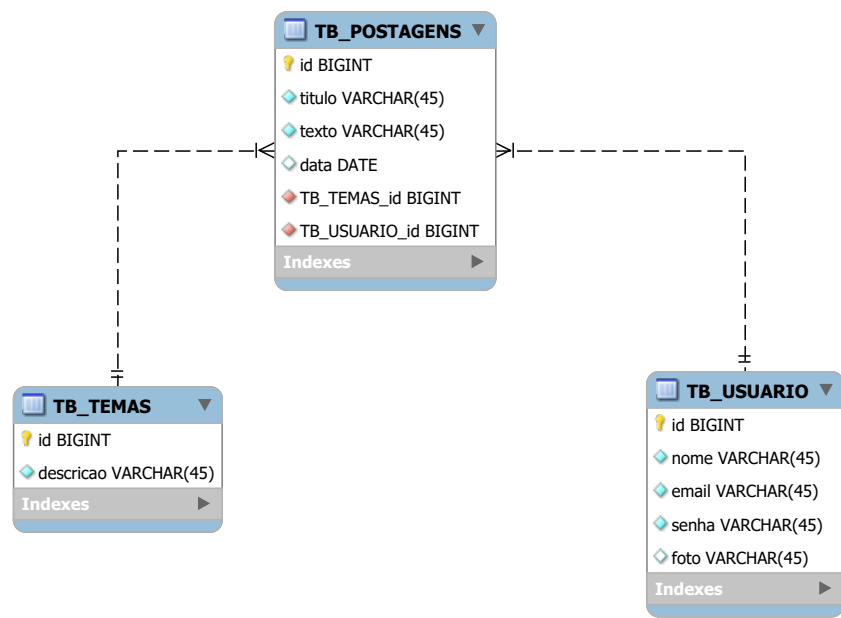 TB_POSTAGENS
id BIGINT
titulo VARCHAR(45)
texto VARCHAR(45)
data DATE
TB_TEMAS_id BIGINT
TB_USUARIO_id BIGINT
Indexes
TB_TEMAS
id BIGINT
descricao VARCHAR(45)
Indexes
TB_USUARIO
id BIGINT
nome VARCHAR(45)
email VARCHAR(45)
senha VARCHAR(45)
foto VARCHAR(45)
Indexes